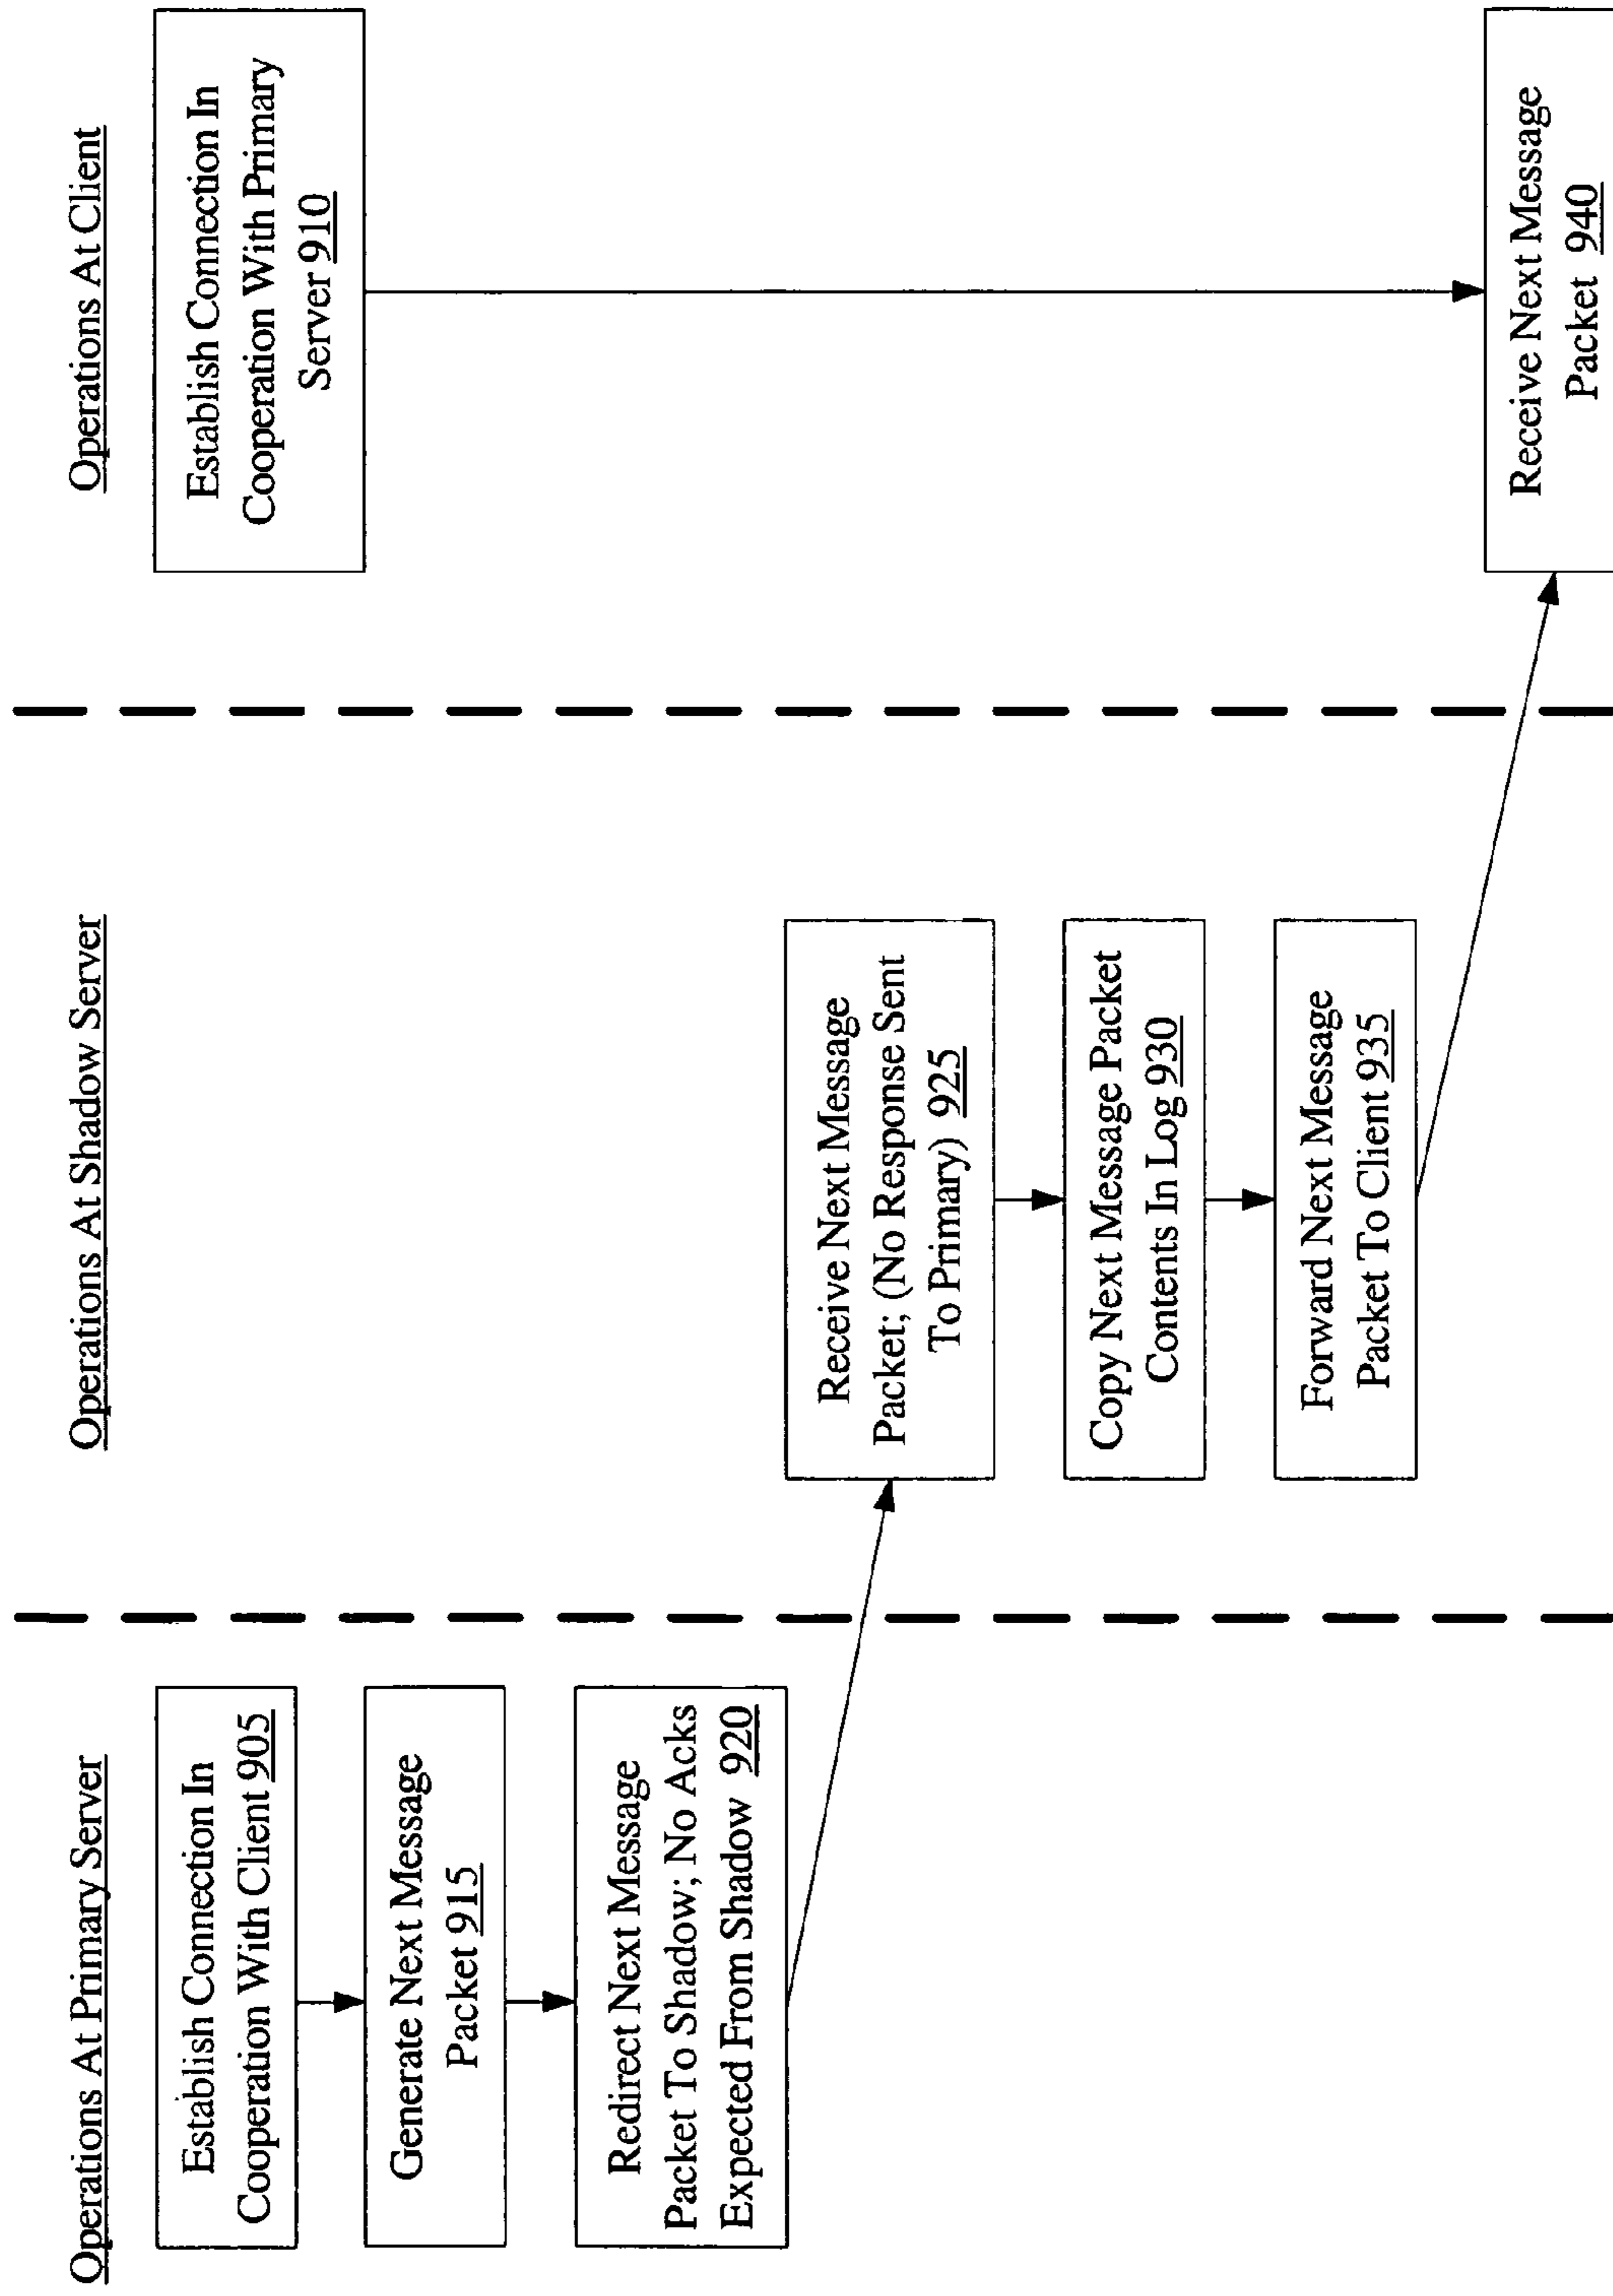 Operations At Primary Server
Establish Connection In
Cooperation With Client 905
Generate Next Message
Packet 915
Redirect Next Message
Packet To Shadow; No Acks
Expected From Shadow 920
Operations At Shadow Server
Receive Next Message
Packet; (No Response Sent
To Primary) 925
Copy Next Message Packet
Contents In Log 930
Forward Next Message
Packet To Client 935
Operations At Client
Establish Connection In
Cooperation With Primary
Server 910
Receive Next Message
Packet 940